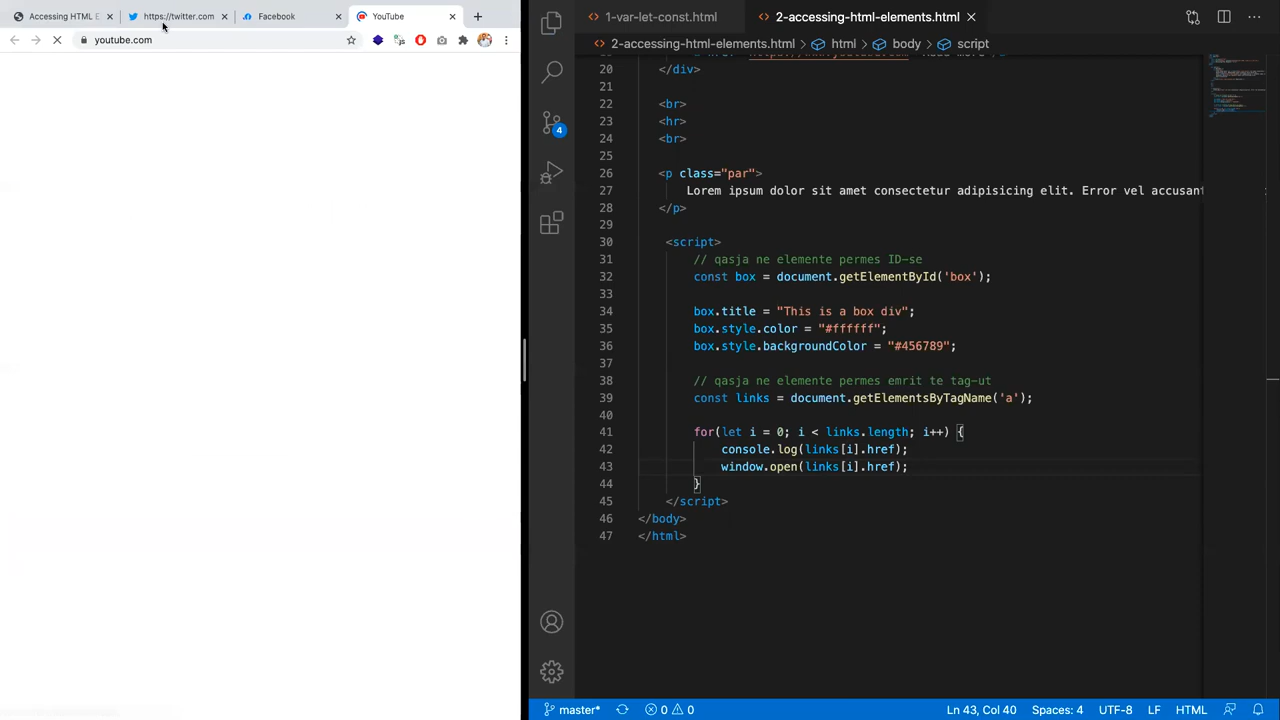 Accessing HTML E
https://twitter.com
Facebook
YouTube
youtube.com
1-var-let-const.html
2-accessing-html-elements.html
2-accessing-html-elements.html > html > body > script
20 </div>
21
22 <br>
23 <hr>
24 <br>
25
26 <p class="par">
27 Lorem ipsum dolor sit amet consectetur adipisicing elit. Error vel accusant
28 </p>
29
30 <script>
31 // qasja ne elemente permes ID-se
32 const box = document.getElementById('box');
33
34 box.title = "This is a box div";
35 box.style.color = "#ffffff";
36 box.style.backgroundColor = "#456789";
37
38 // qasja ne elemente permes emrit te tag-ut
39 const links = document.getElementsByTagName('a');
40
41 for(let i = 0; i < links.length; i++) {
42 console.log(links[i].href);
43 window.open(links[i].href);
44 }
45 </script>
46 </body>
47 </html>
4
master*
0
0
Ln 43, Col 40
Spaces: 4
UTF-8
LF
HTML